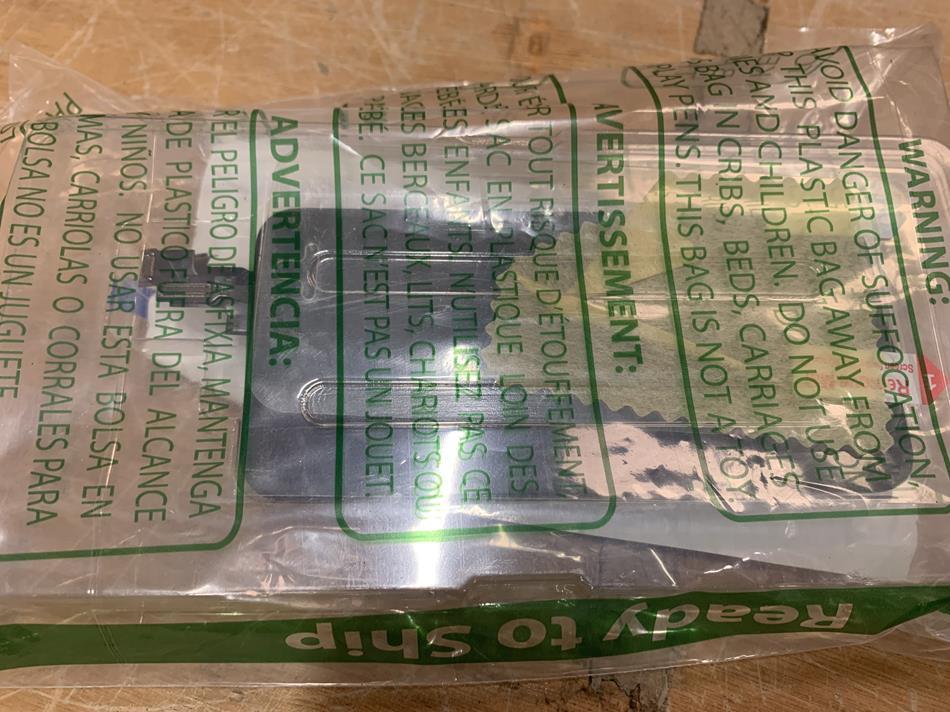 WARNING:
AVOID DANGER OF SUFFOCATION,
THIS PLASTIC BAG AWAY FROM
AND CHILDREN. DO NOT USE
BAG IN CRIBS, BEDS, CARRIAGES
PLAY PENS. THIS BAG IS NOT A TOY.
AVERTISSEMENT:
TOUT RISQUE D'ÉTOUFFEMENT,
SAC EN PLASTIQUE LOIN DES
ENFANTS! N'UTILISEZ PAS CE
BERCEAUX, LITS, CHARIOTS OU
CE SAC N'EST PAS UN JOUET.
ADVERTENCIA:
EL PELIGRO DE ASFIXIA, MANTENGA
DE PLASTICO FUERA DEL ALCANCE
NIÑOS. NO USAR ESTA BOLSA EN
MAS, CARRIOLAS O CORRALES PARA
BOLSA NO ES UN JUGUETE
Ready to Ship